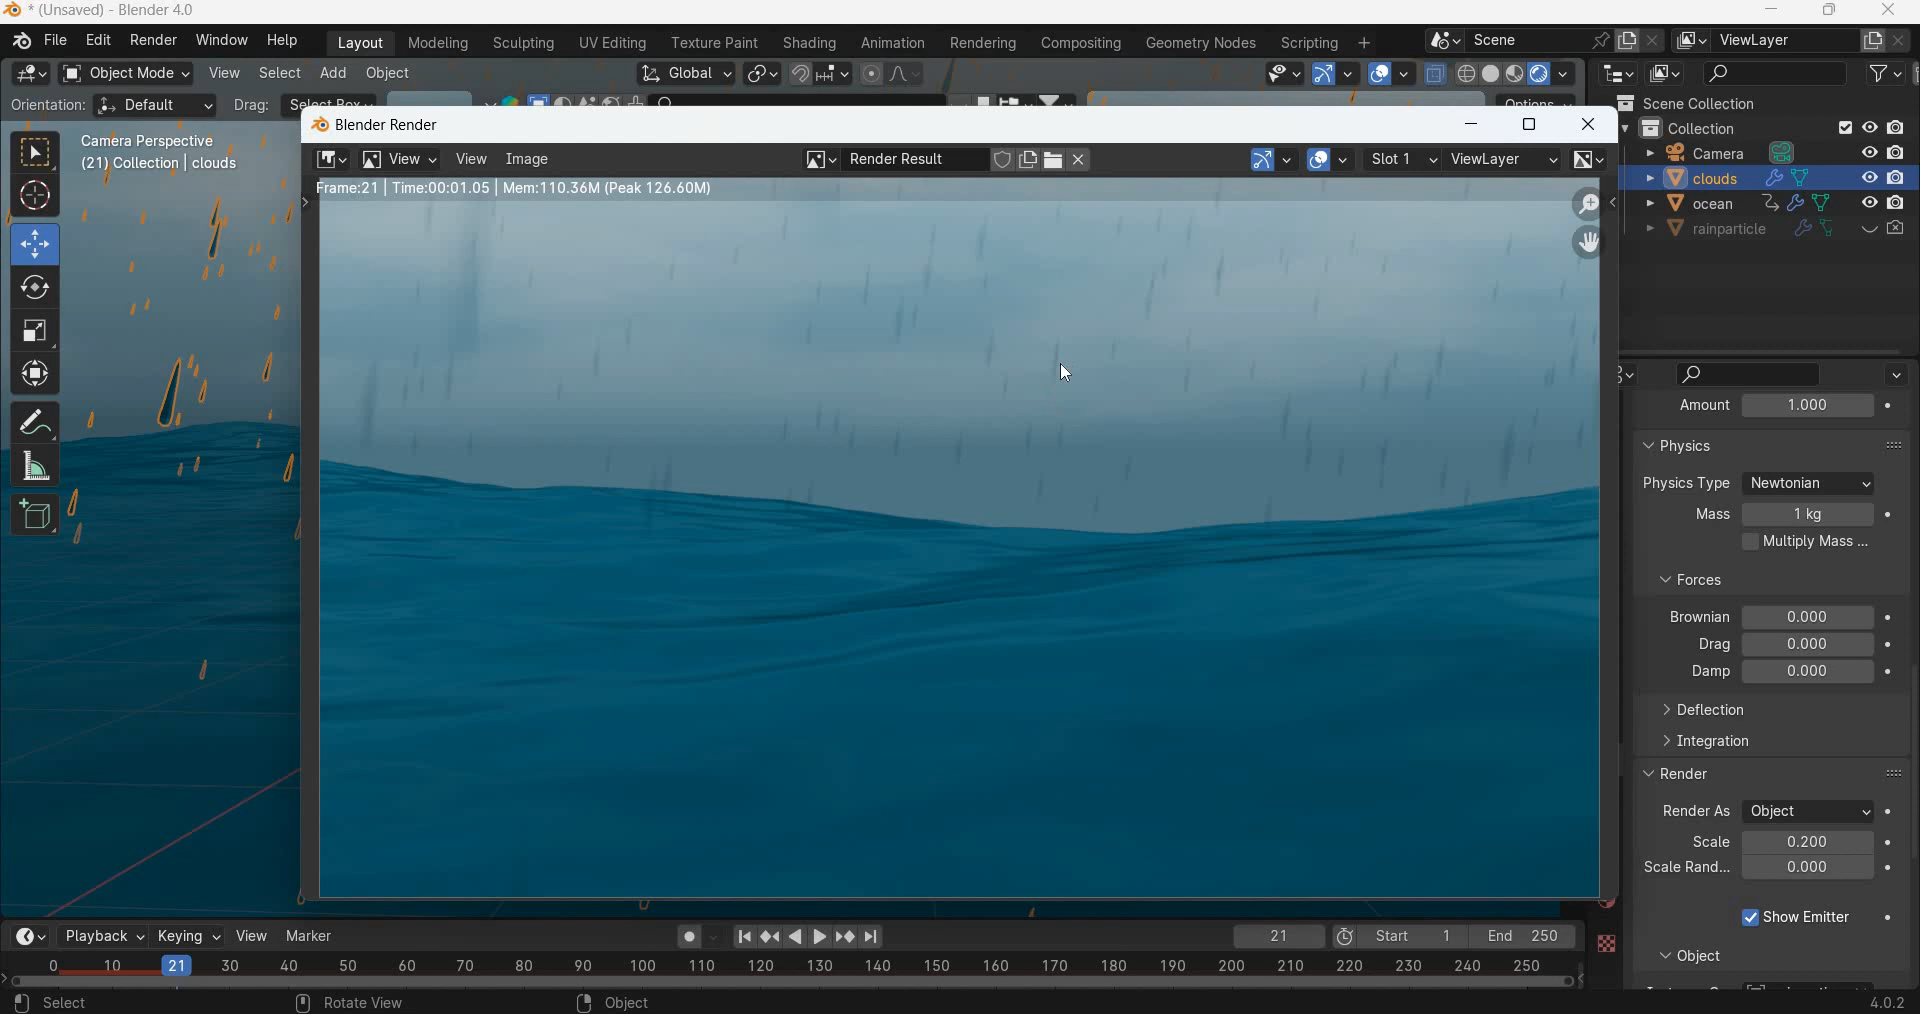 * (Unsaved) - Blender 4.0
File Edit Render Window Help Layout Modeling Sculpting UV Editing Texture Paint Shading Animation Rendering Compositing Geometry Nodes Scripting + Scene ViewLayer
Object Mode View Select Add Object Global
Orientation: Default Drag: Select Box Options
Scene Collection
Collection
Camera
clouds
ocean
rainparticle
Camera Perspective
(21) Collection | clouds
Blender Render
View View Image Render Result Slot 1 ViewLayer
Frame:21 | Time:00:01.05 | Mem:110.36M (Peak 126.60M)
Amount 1.000
Physics
Physics Type Newtonian
Mass 1 kg
Multiply Mass ...
Forces
Brownian 0.000
Drag 0.000
Damp 0.000
Deflection
Integration
Render
Render As Object
Scale 0.200
Scale Rand... 0.000
Show Emitter
Object
Playback Keying View Marker 21 Start 1 End 250
0 10 21 30 40 50 60 70 80 90 100 110 120 130 140 150 160 170 180 190 200 210 220 230 240 250
Select Rotate View Object 4.0.2